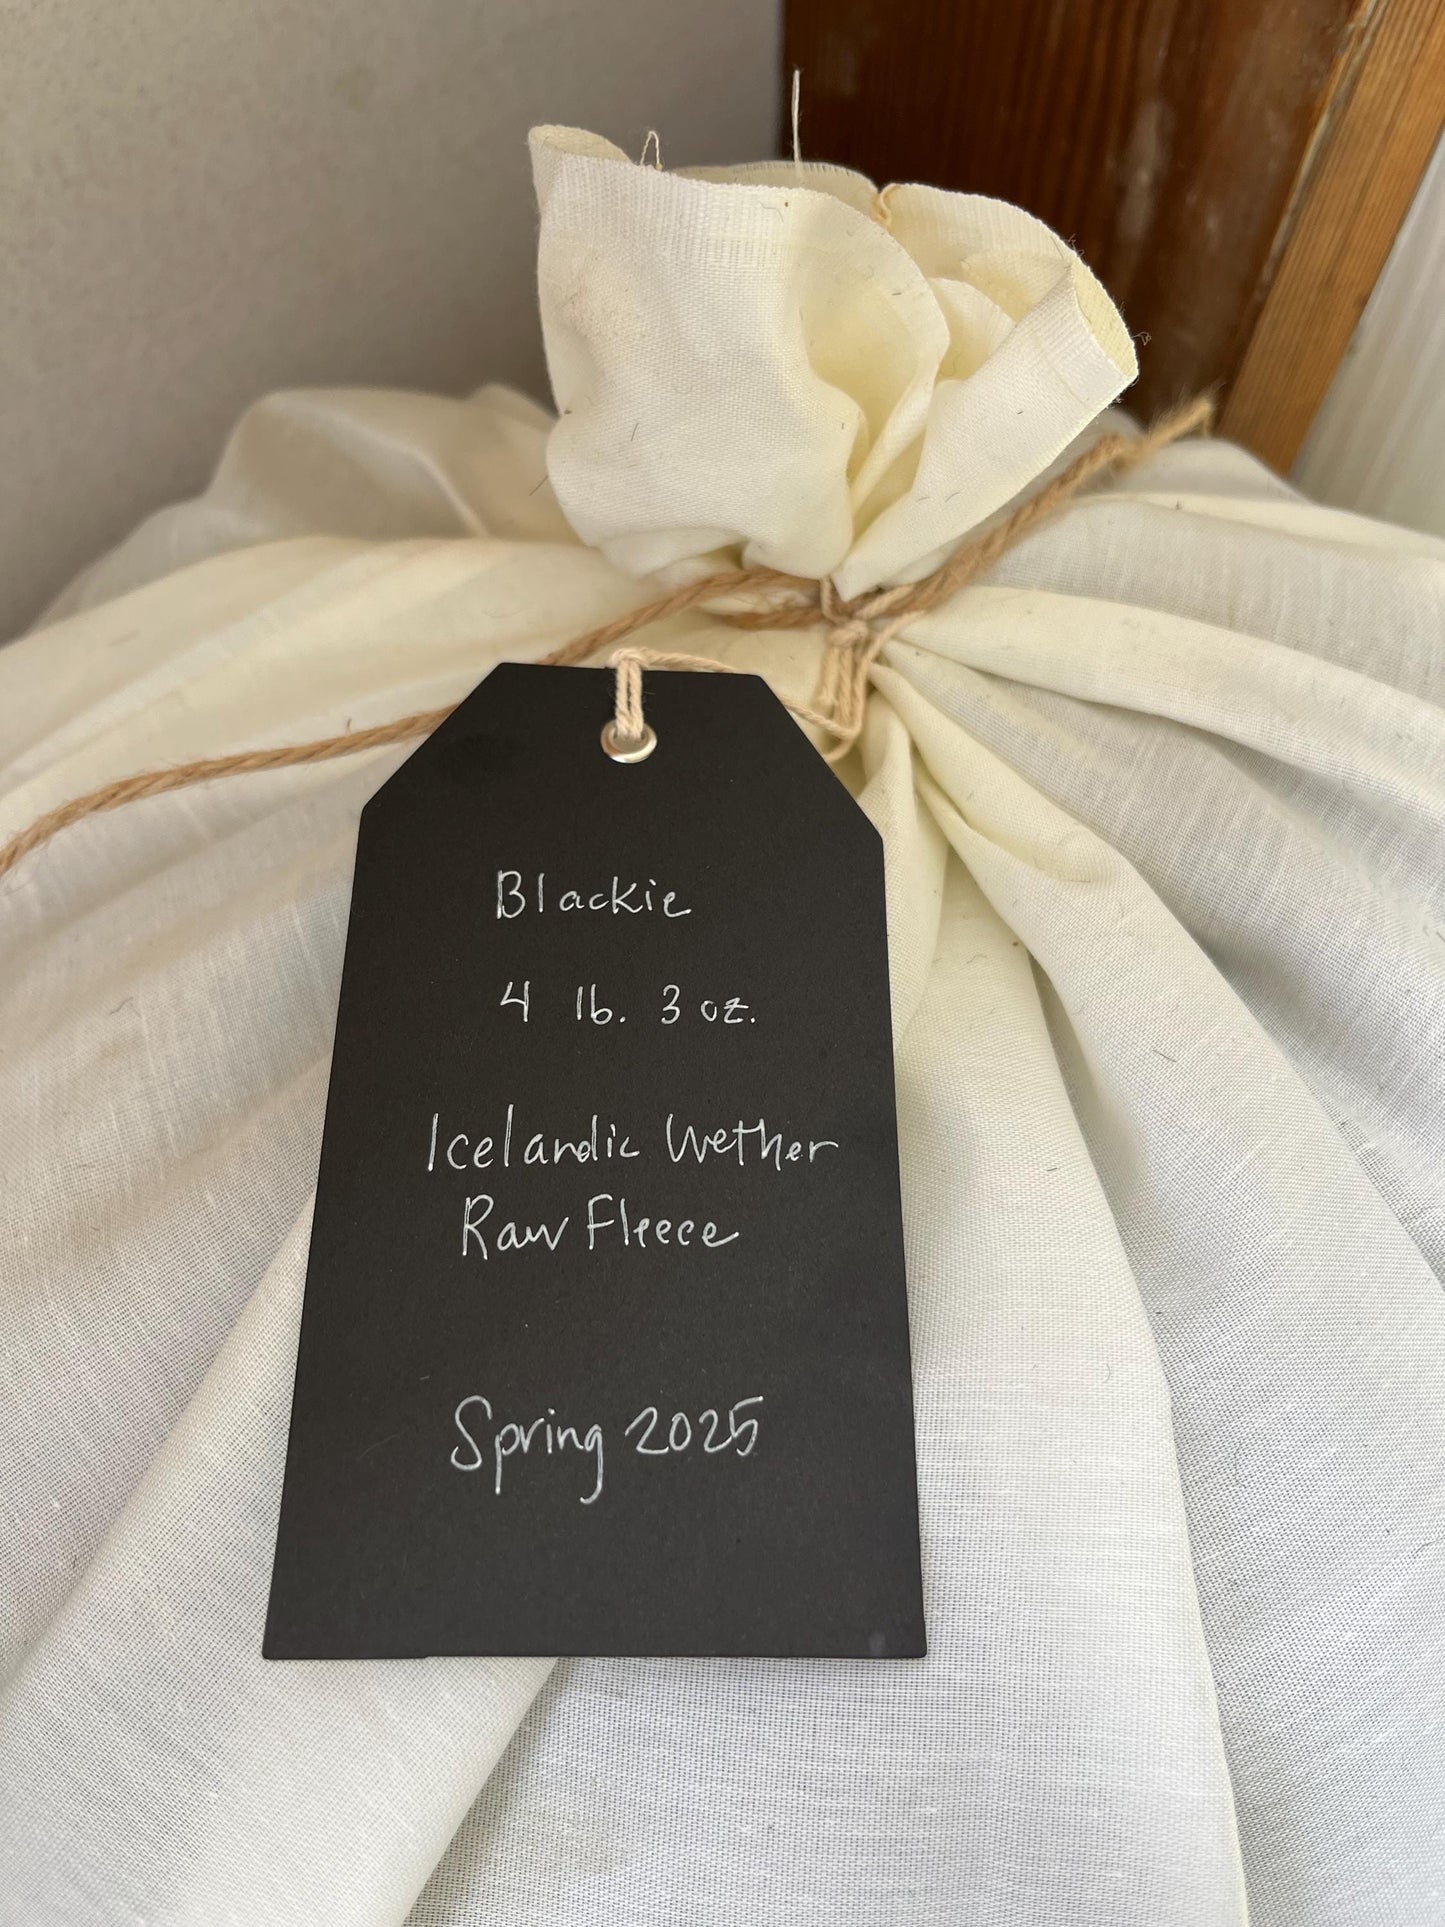 Blackie
4 lb. 3 oz.
Icelandic Wether
Raw Fleece
Spring 2025